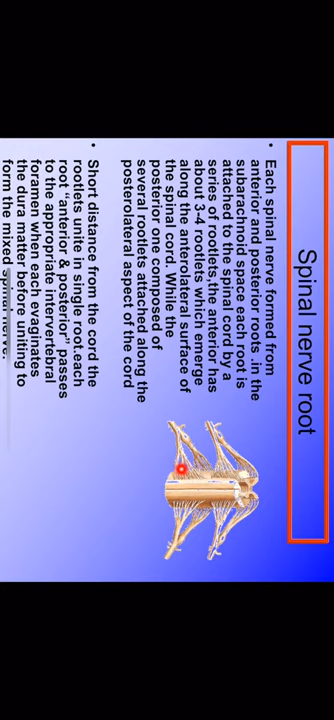 Spinal nerve root
• Each spinal nerve formed from
anterior and posterior roots .in the
subarachnoid space each root is
attached to the spinal cord by a
series of rootlets,the anterior has
about 3-4 rootlets which emerge
along the anterolateral surface of
the spinal cord.While the
posterior one composed of
several rootlets attached along the
posterolateral aspect of the cord
• Short distance from the cord the
rootlets unite in single root.each
root "anterior & posterior" passes
to the appropriate intervertebral
foramen when each evaginates
the dura matter before uniting to
form the mixed